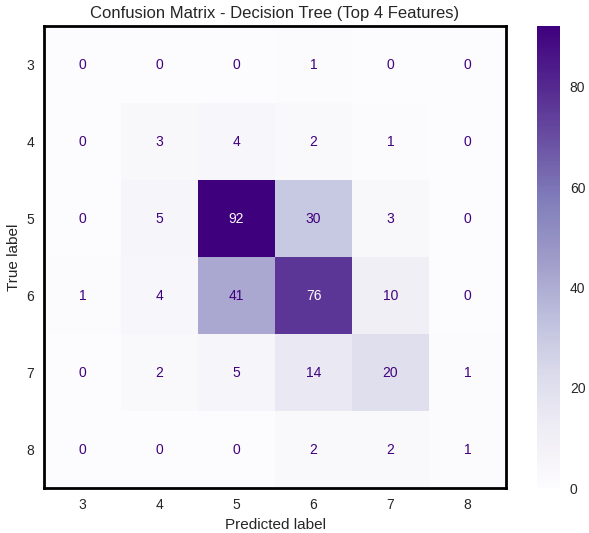 Confusion Matrix - Decision Tree (Top 4 Features)
True label
3 0 0 0 1 0 0
4 0 3 4 2 1 0
5 0 5 92 30 3 0
6 1 4 41 76 10 0
7 0 2 5 14 20 1
8 0 0 0 2 2 1
3 4 5 6 7 8
Predicted label
80
60
40
20
0